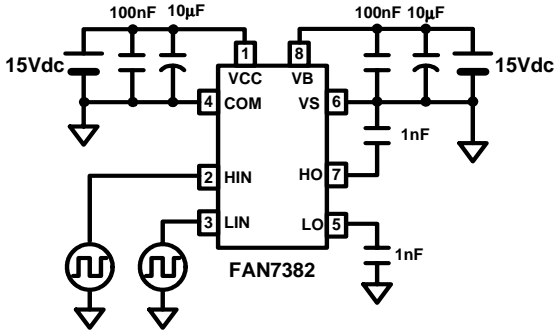 100nF 10μF 100nF 10μF
15Vdc 1 8 15Vdc
VCC VB
4 COM VS 6
1nF
2 HIN HO 7
3 LIN LO 5
1nF
FAN7382